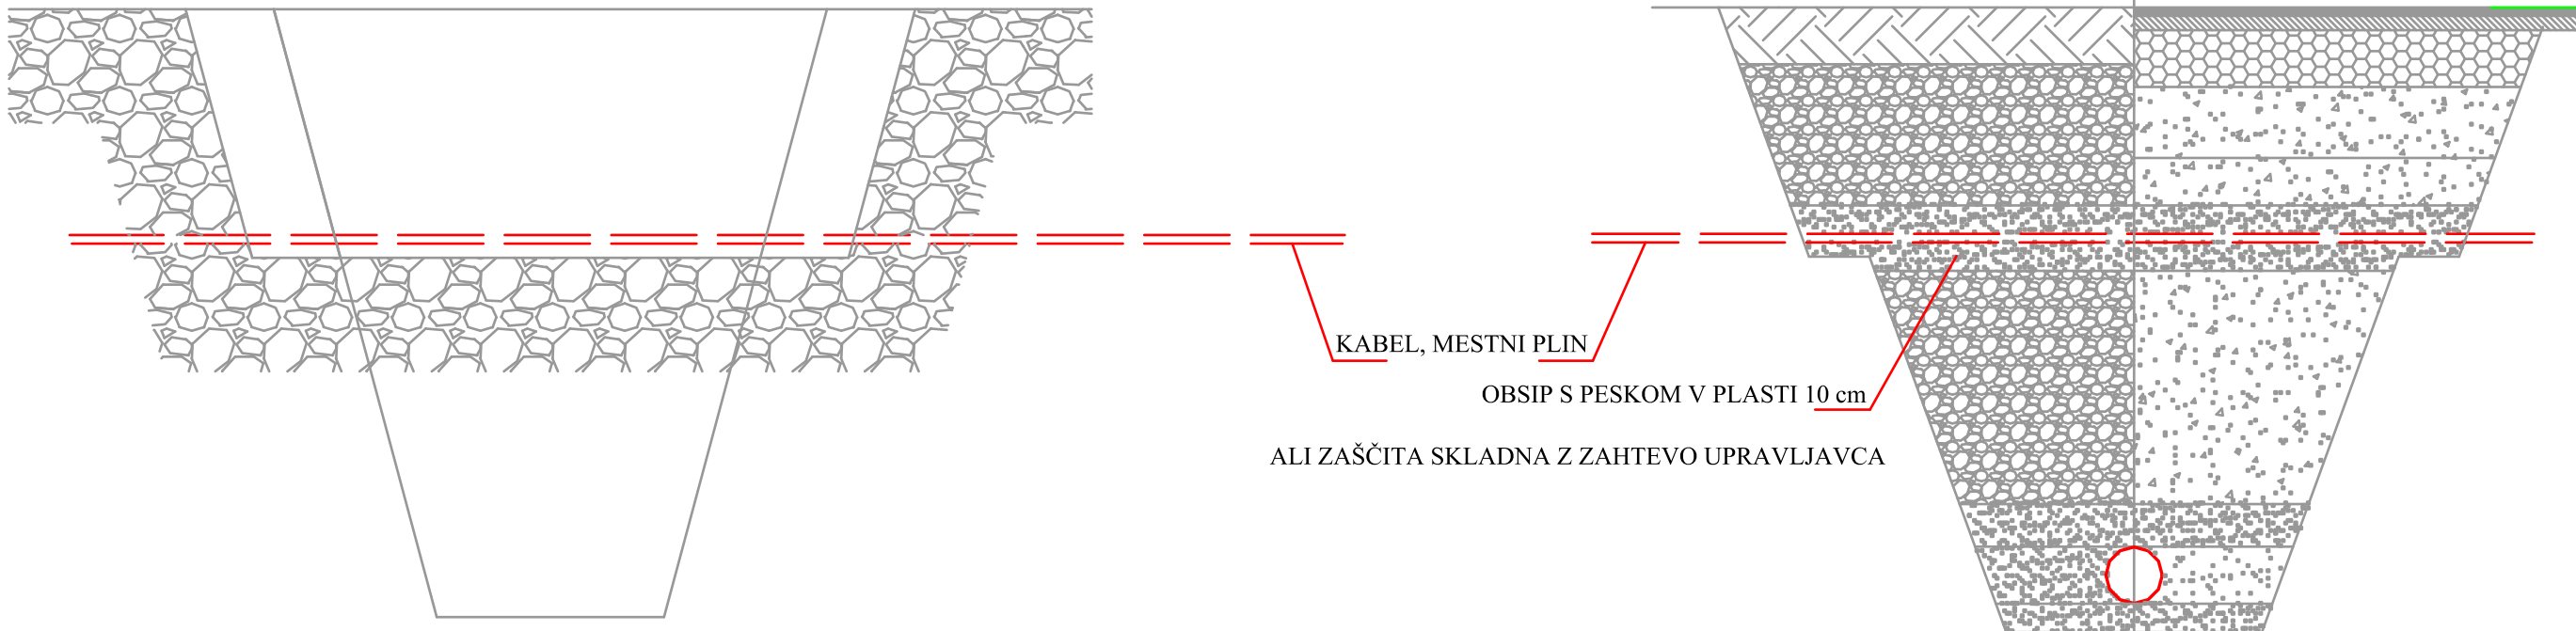 KABEL, MESTNI PLIN
OBSIP S PESKOM V PLASTI 10 cm
ALI ZAŠČITA SKLADNA Z ZAHTEVO UPRAVLJAVCA